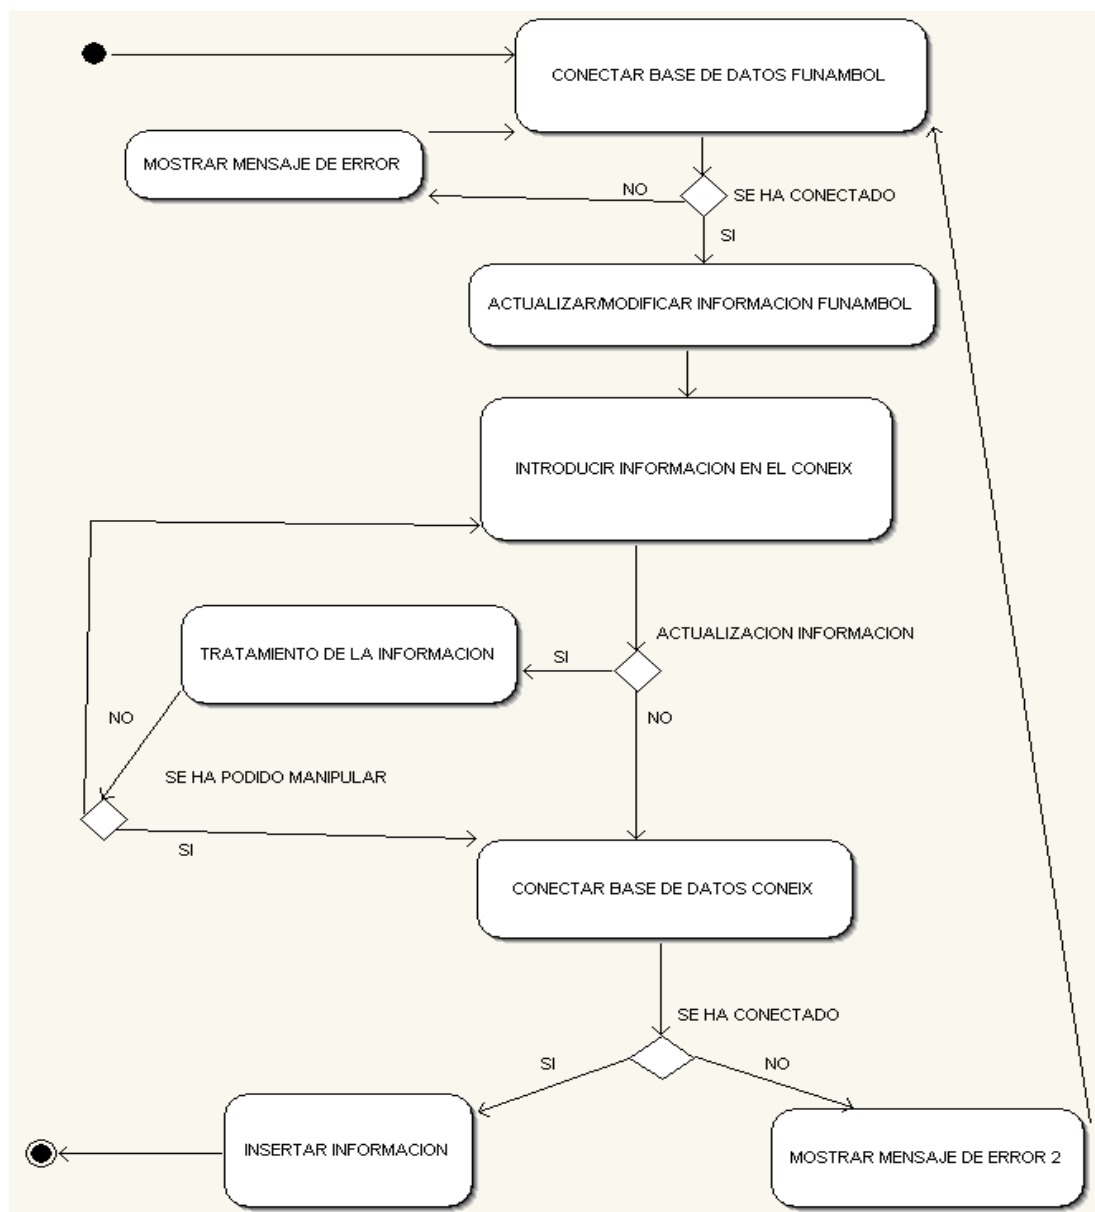 CONECTAR BASE DE DATOS FUNAMBOL
MOSTRAR MENSAJE DE ERROR
NO
SE HA CONECTADO
SI
ACTUALIZAR/MODIFICAR INFORMACION FUNAMBOL
INTRODUCIR INFORMACION EN EL CONEIX
ACTUALIZACION INFORMACION
TRATAMIENTO DE LA INFORMACION
SI
NO
NO
SE HA PODIDO MANIPULAR
SI
CONECTAR BASE DE DATOS CONEIX
SE HA CONECTADO
SI
NO
INSERTAR INFORMACION
MOSTRAR MENSAJE DE ERROR 2